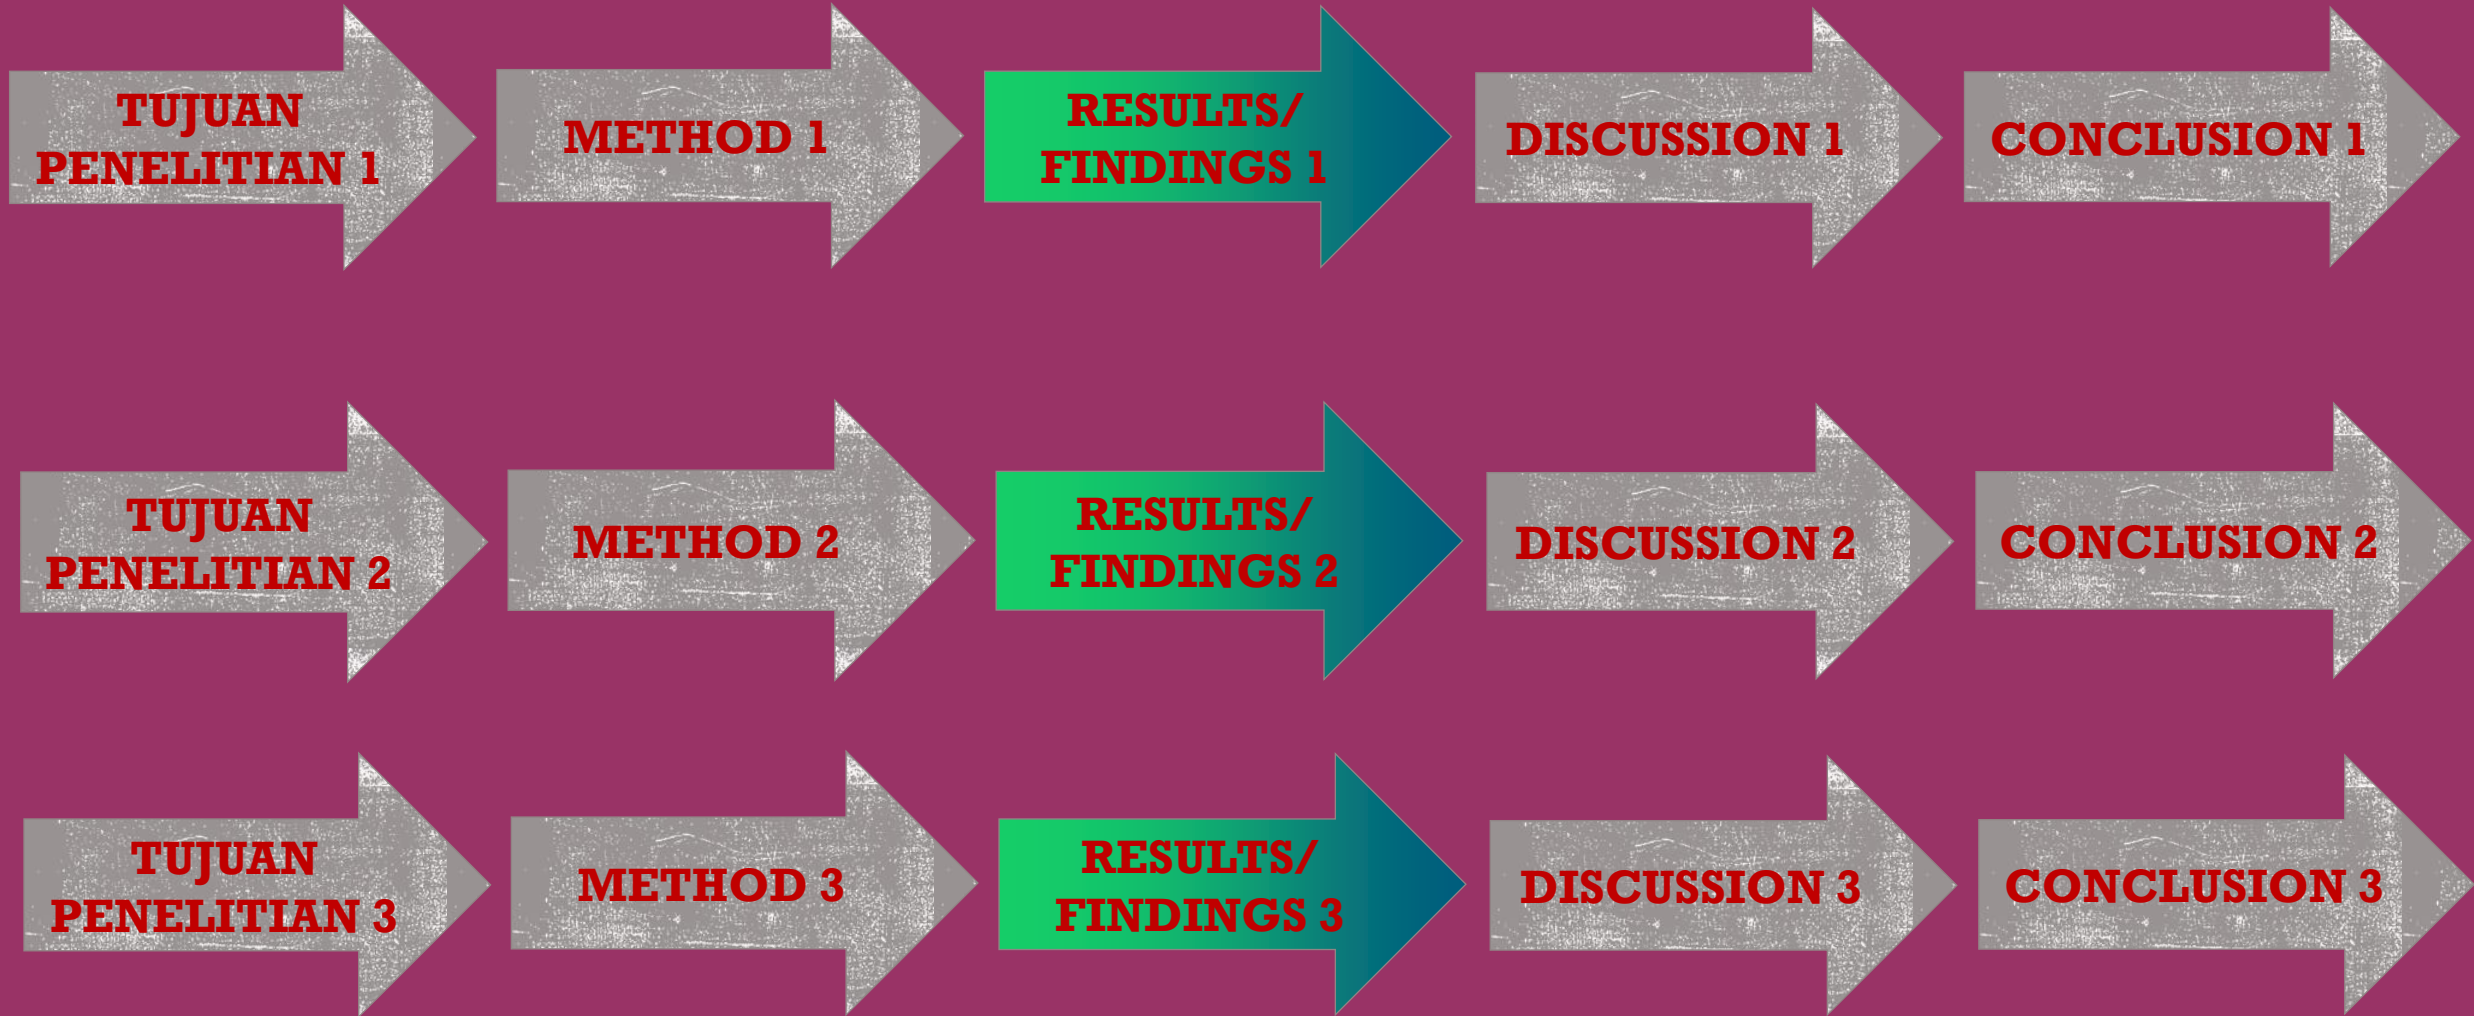 TUJUAN
PENELITIAN 1
METHOD 1
RESULTS/
FINDINGS 1
DISCUSSION 1
CONCLUSION 1
TUJUAN
PENELITIAN 2
METHOD 2
RESULTS/
FINDINGS 2
DISCUSSION 2
CONCLUSION 2
TUJUAN
PENELITIAN 3
METHOD 3
RESULTS/
FINDINGS 3
DISCUSSION 3
CONCLUSION 3